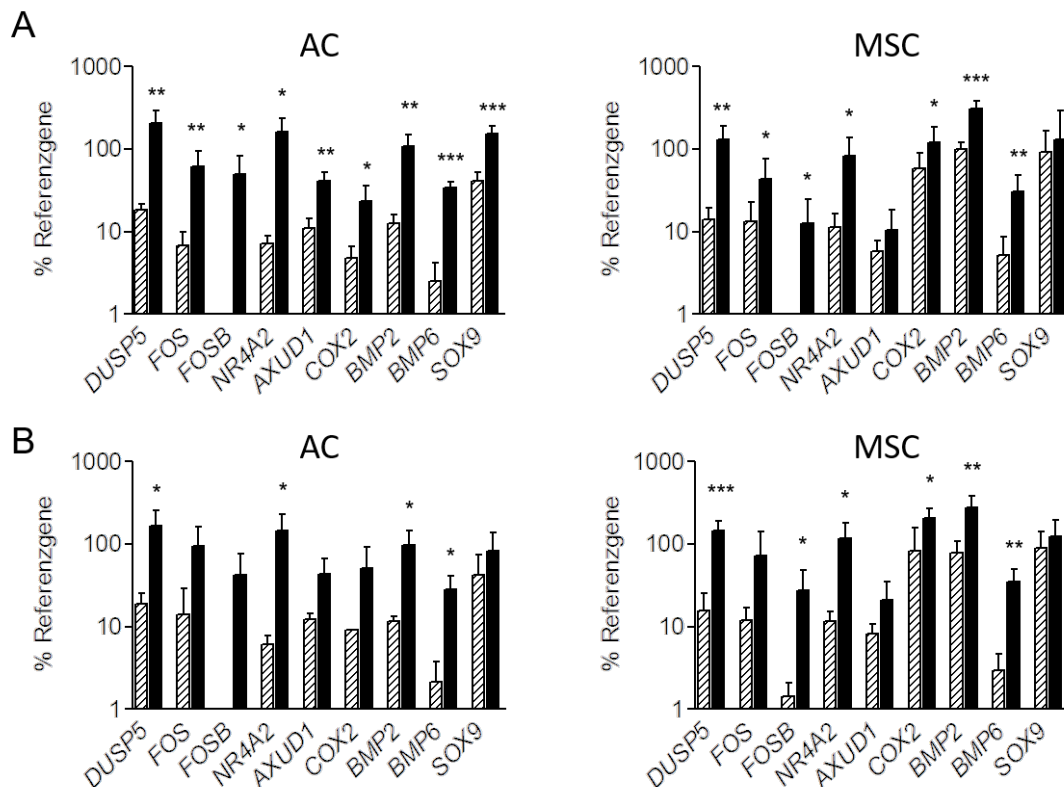 A
AC
MSC
1000
100
10
1
% Referenzgene
** ** * * ** * ** *** ***
DUSP5 FOS FOSB NR4A2 AXUD1 COX2 BMP2 BMP6 SOX9
1000
100
10
1
% Referenzgene
** * * * * *** **
DUSP5 FOS FOSB NR4A2 AXUD1 COX2 BMP2 BMP6 SOX9
B
AC
MSC
1000
100
10
1
% Referenzgene
* * * *
DUSP5 FOS FOSB NR4A2 AXUD1 COX2 BMP2 BMP6 SOX9
1000
100
10
1
% Referenzgene
*** * * * ** **
DUSP5 FOS FOSB NR4A2 AXUD1 COX2 BMP2 BMP6 SOX9